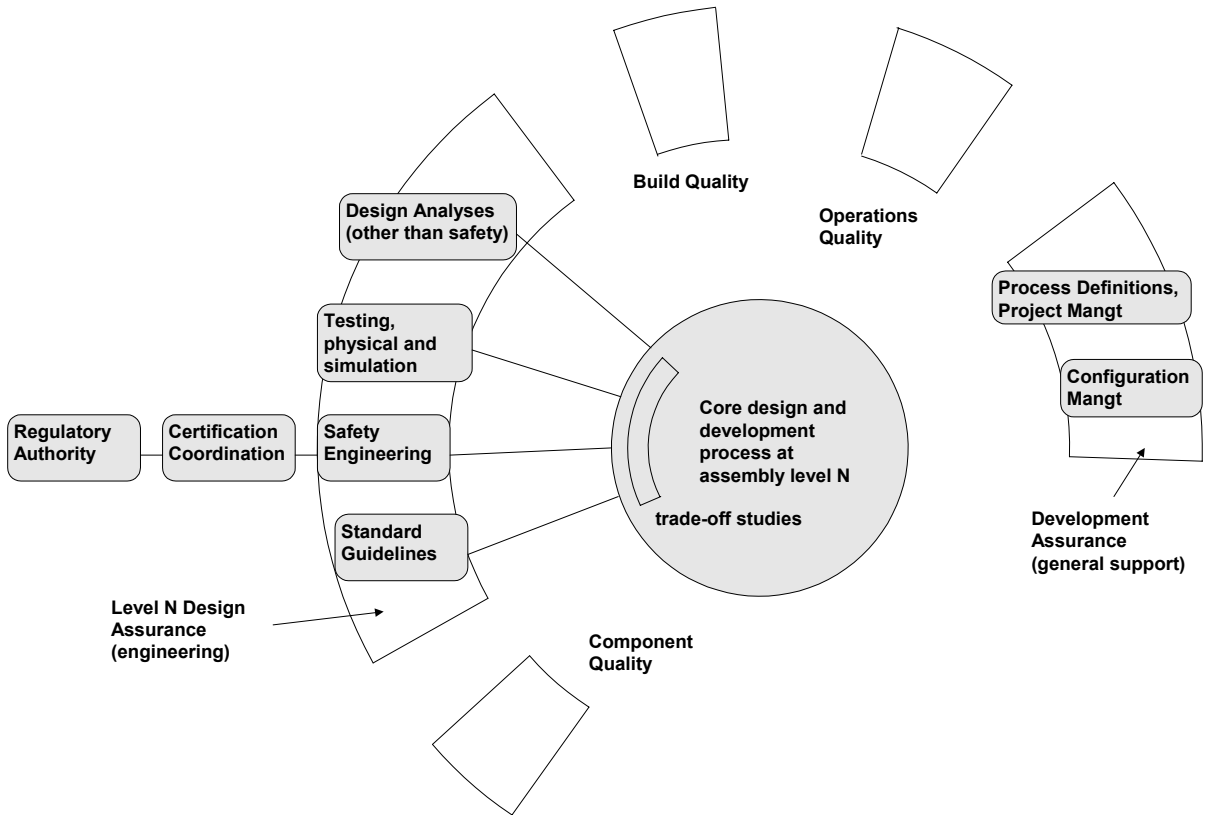 Build Quality
Operations
Quality
Design Analyses
(other than safety)
Process Definitions,
Project Mangt
Testing,
physical and
simulation
Configuration
Mangt
Regulatory
Authority
Certification
Coordination
Safety
Engineering
Core design and
development
process at
assembly level N
trade-off studies
Standard
Guidelines
Development
Assurance
(general support)
Level N Design
Assurance
(engineering)
Component
Quality